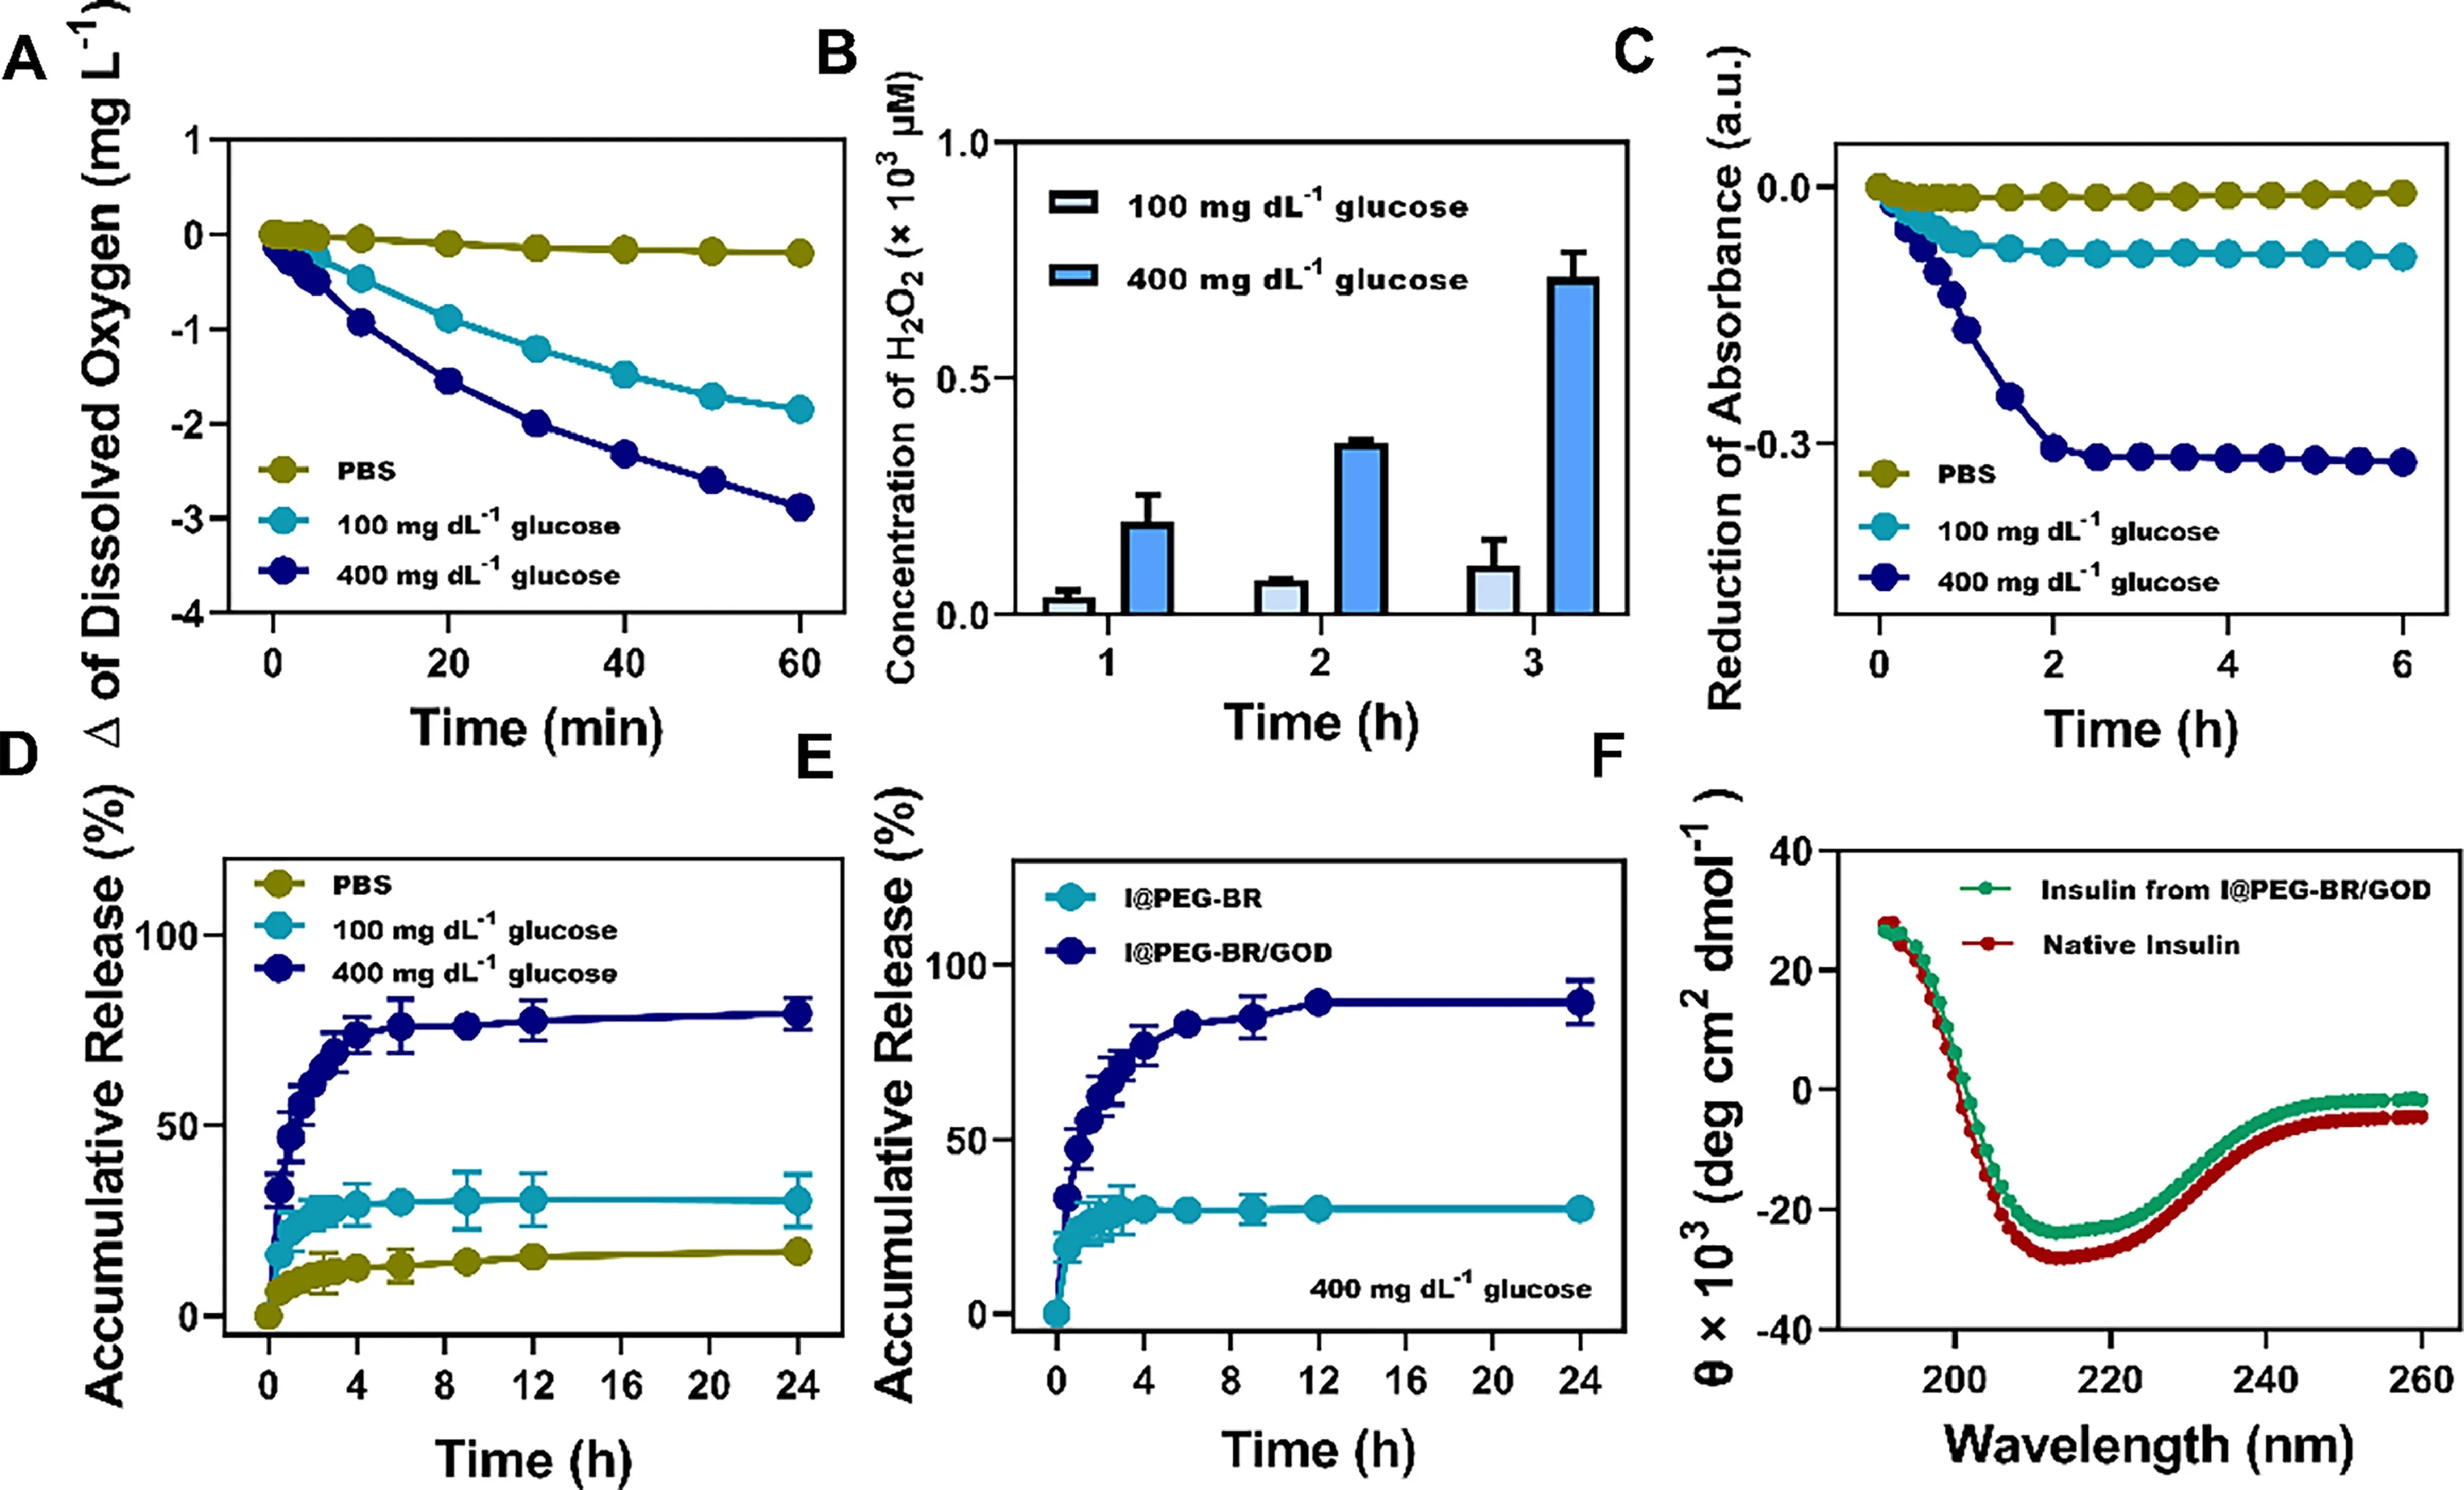 A
Δ of Dissolved Oxygen (mg L⁻¹)
1
0
-1
-2
-3
-4
PBS
100 mg dL⁻¹ glucose
400 mg dL⁻¹ glucose
0 20 40 60
Time (min)
B
Concentration of H₂O₂ (× 10³ μM)
1.0
0.5
0.0
100 mg dL⁻¹ glucose
400 mg dL⁻¹ glucose
1 2 3
Time (h)
C
Reduction of Absorbance (a.u.)
0.0
-0.3
PBS
100 mg dL⁻¹ glucose
400 mg dL⁻¹ glucose
0 2 4 6
Time (h)
D
Accumulative Release (%)
100
50
0
PBS
100 mg dL⁻¹ glucose
400 mg dL⁻¹ glucose
0 4 8 12 16 20 24
Time (h)
E
Accumulative Release (%)
100
50
0
I@PEG-BR
I@PEG-BR/GOD
400 mg dL⁻¹ glucose
0 4 8 12 16 20 24
Time (h)
F
θ × 10³ (deg cm² dmol⁻¹ )
40
20
0
-20
-40
Insulin from I@PEG-BR/GOD
Native Insulin
200 220 240 260
Wavelength (nm)